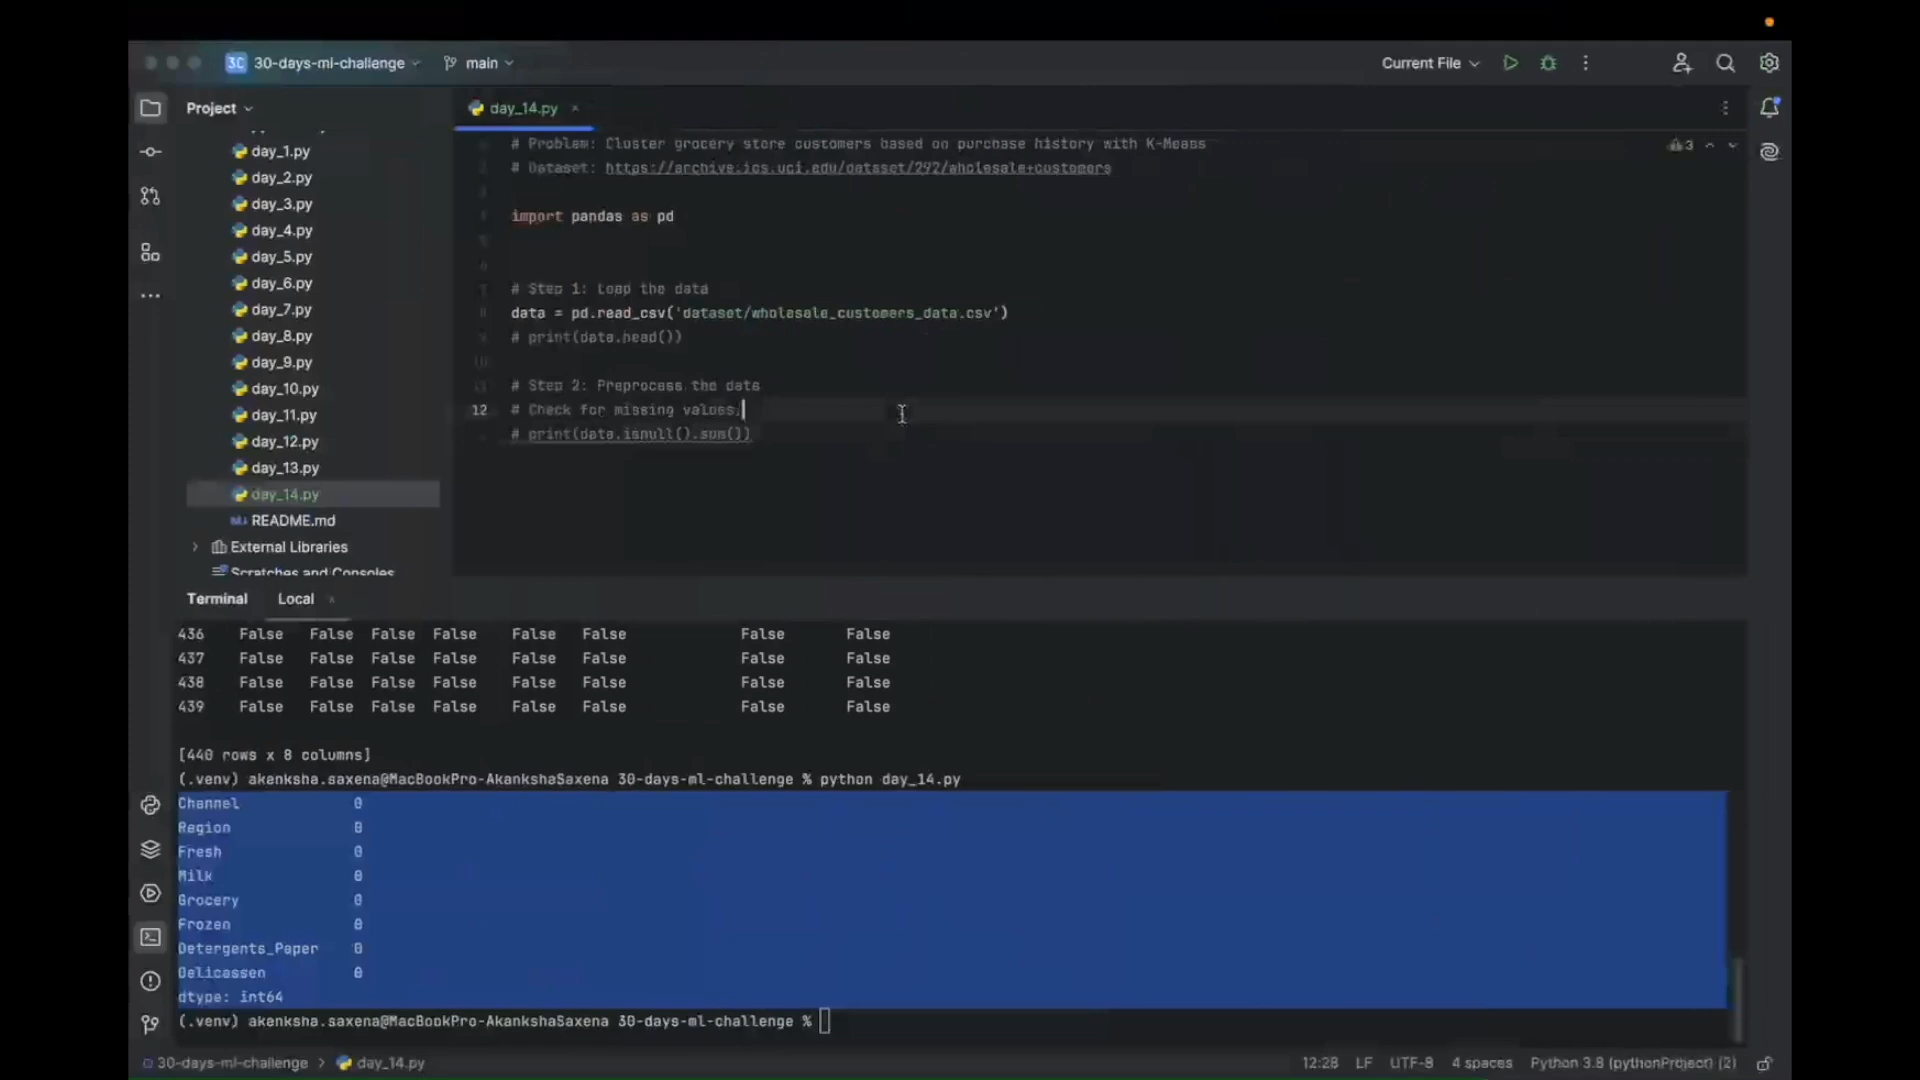 3C 30-days-ml-challenge main Current File
Project day_14.py
day_1.py
day_2.py
day_3.py
day_4.py
day_5.py
day_6.py
day_7.py
day_8.py
day_9.py
day_10.py
day_11.py
day_12.py
day_13.py
day_14.py
README.md
External Libraries
Scratches and Consoles
# Problem: Cluster grocery store customers based on purchase history with K-Means
# Dataset: https://archive.ics.uci.edu/dataset/292/wholesale+customers
import pandas as pd
# Step 1: Loap the data
data = pd.read_csv('dataset/wholesale_customers_data.csv')
# print(data.head())
10
11 # Step 2: Preprocess the data
12 # Check for missing values,
# print(data.isnull().sum())
3
Terminal Local
436 False False False False False False False False
437 False False False False False False False False
438 False False False False False False False False
439 False False False False False False False False
[440 rows x 8 columns]
(.venv) akenksha.saxena@MacBookPro-AkankshaSaxena 30-days-ml-challenge % python day_14.py
Channel 0
Region 0
Fresh 0
Milk 0
Grocery 0
Frozen 0
Detergents_Paper 0
Delicassen 0
dtype: int64
(.venv) akenksha.saxena@MacBookPro-AkankshaSaxena 30-days-ml-challenge %
30-days-ml-challenge > day_14.py 12:28 LF UTF-8 4 spaces Python 3.8 (pythonProject) (2)